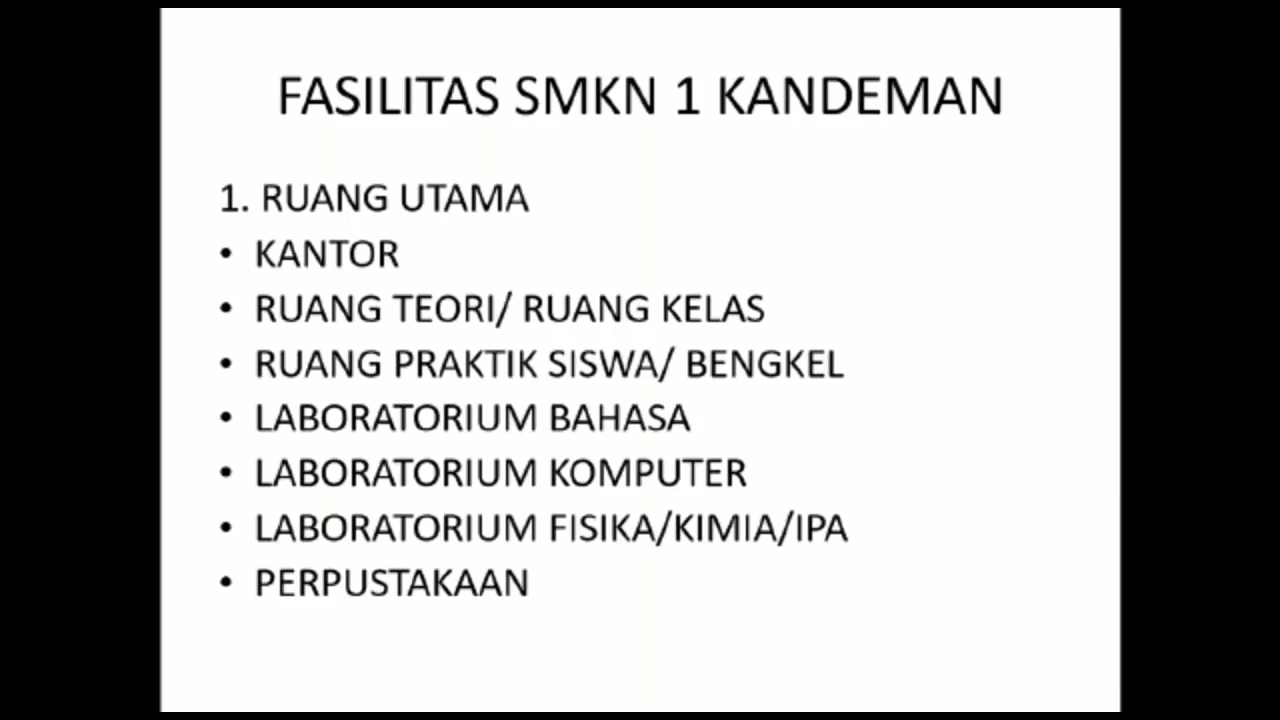 FASILITAS SMKN 1 KANDEMAN
1. RUANG UTAMA
• KANTOR
• RUANG TEORI/ RUANG KELAS
• RUANG PRAKTIK SISWA/ BENGKEL
• LABORATORIUM BAHASA
• LABORATORIUM KOMPUTER
• LABORATORIUM FISIKA/KIMIA/IPA
• PERPUSTAKAAN